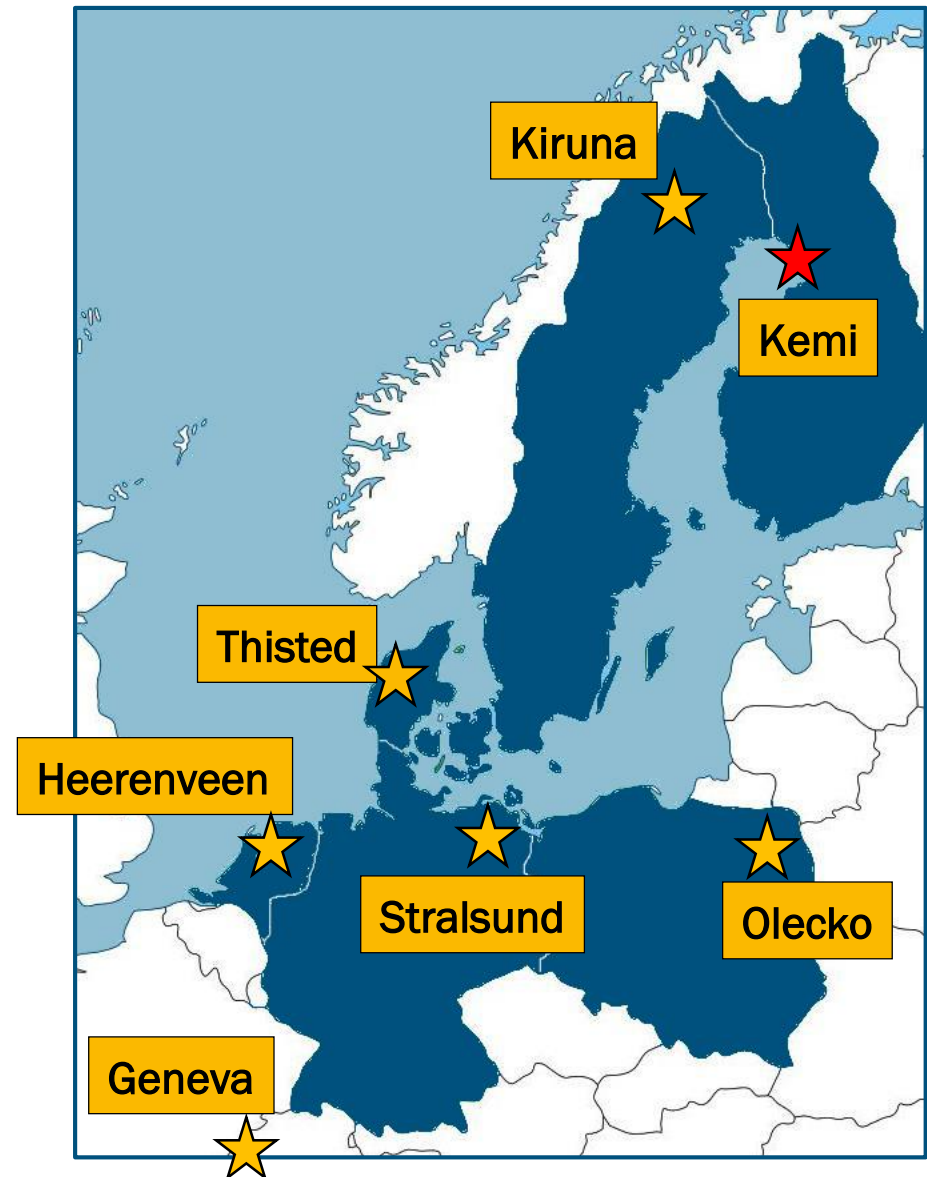 Kiruna
Kemi
Thisted
Heerenveen
Stralsund
Olecko
Geneva